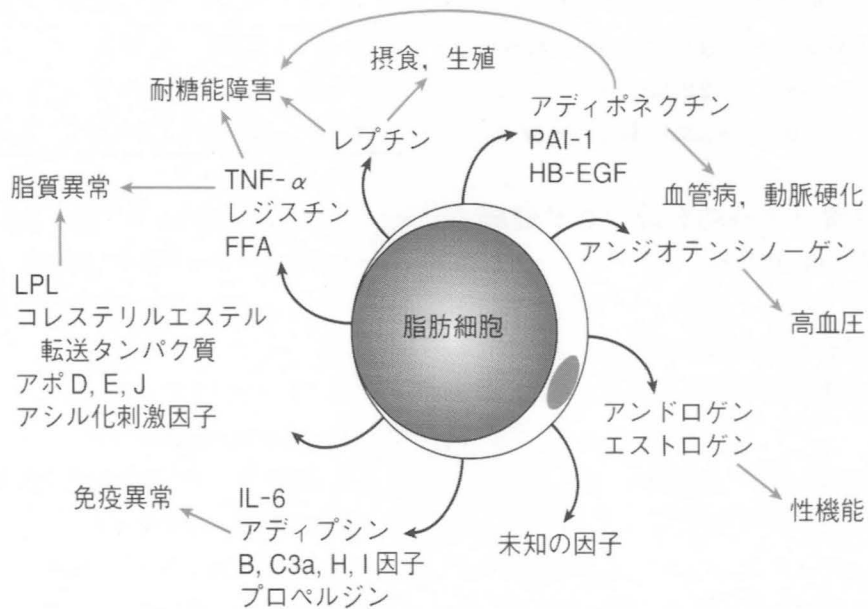 摂食，生殖
耐糖能障害
アディポネクチン
PAI-1
HB-EGF
レプチン
血管病，動脈硬化
TNF-α
レジスチン
FFA
脂質異常
アンジオテンシノーゲン
高血圧
LPL
コレステリルエステル
転送タンパク質
アポ D, E, J
アシル化刺激因子
脂肪細胞
アンドロゲン
エストロゲン
性機能
免疫異常
IL-6
アディプシン
B, C3a, H, I 因子
プロペルジン
未知の因子